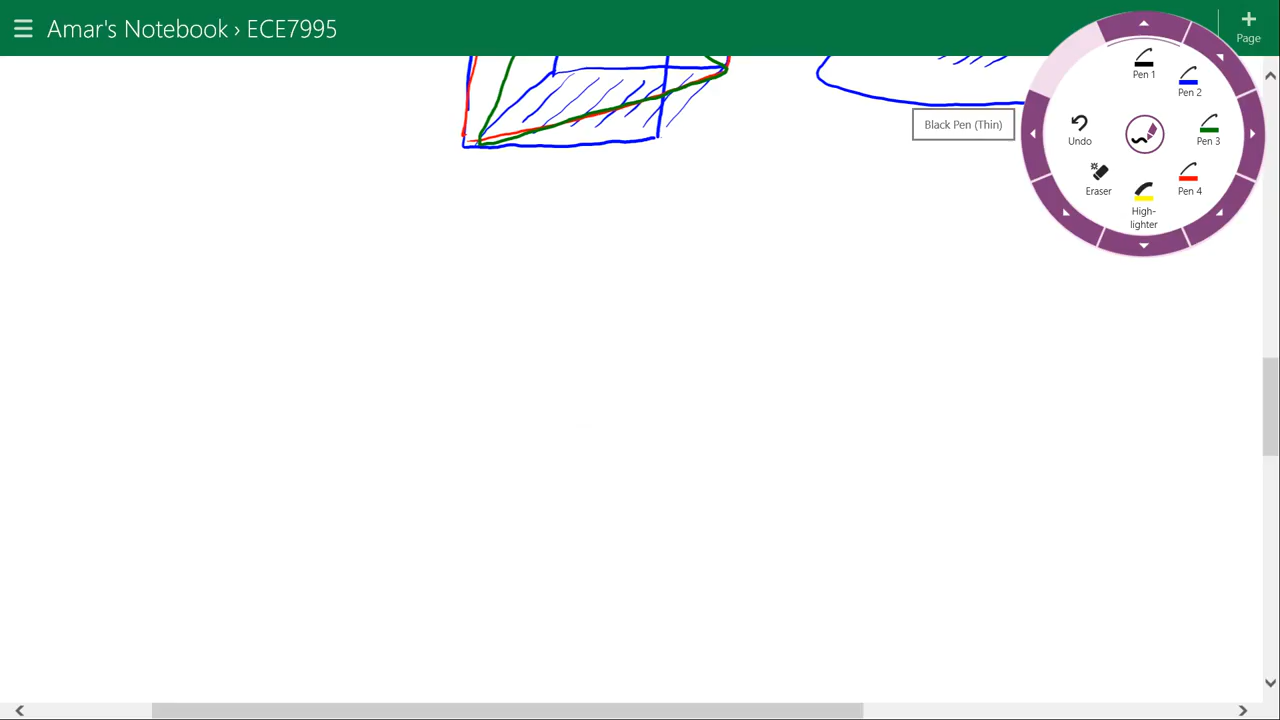 Amar's Notebook › ECE7995
+
Page
Pen 1
Pen 2
Black Pen (Thin)
Undo
Pen 3
Eraser
Pen 4
High-
lighter